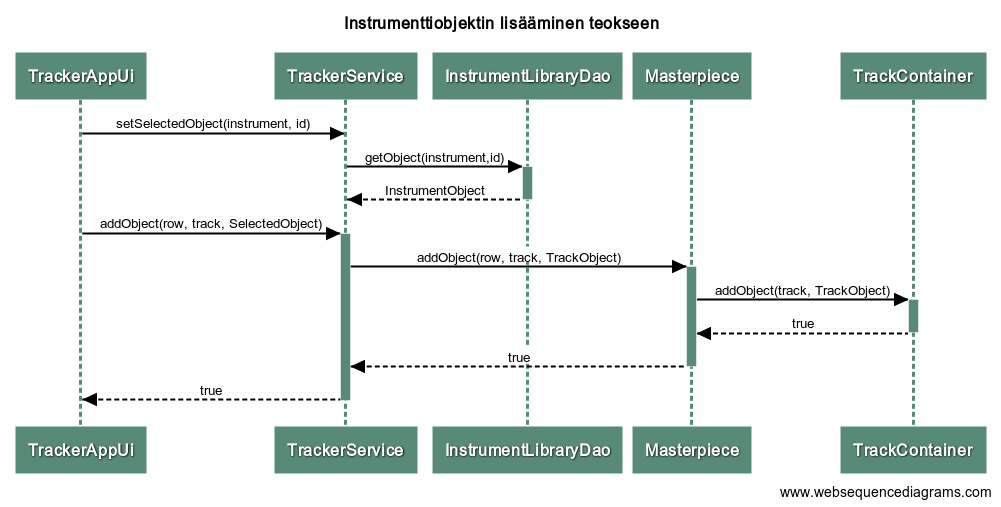 Instrumenttiobjektin lisääminen teokseen
TrackerAppUi
TrackerService
InstrumentLibraryDao
Masterpiece
TrackContainer
setSelectedObject(instrument, id)
getObject(instrument,id)
InstrumentObject
addObject(row, track, SelectedObject)
addObject(row, track, TrackObject)
addObject(track, TrackObject)
true
true
true
TrackerAppUi
TrackerService
InstrumentLibraryDao
Masterpiece
TrackContainer
www.websequencediagrams.com